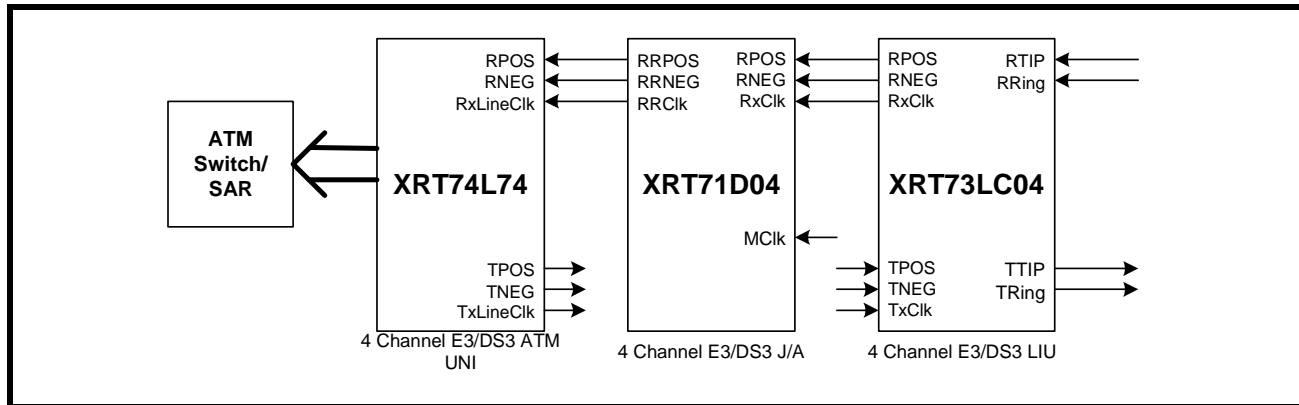 ATM
Switch/
SAR
RPOS
RNEG
RxLineClk
XRT74L74
TPOS
TNEG
TxLineClk
4 Channel E3/DS3 ATM
UNI
RRPOS
RRNEG
RRClk
RPOS
RNEG
RxClk
XRT71D04
MClk
4 Channel E3/DS3 J/A
RPOS
RNEG
RxClk
RTIP
RRing
XRT73LC04
TPOS
TNEG
TxClk
TTIP
TRing
4 Channel E3/DS3 LIU